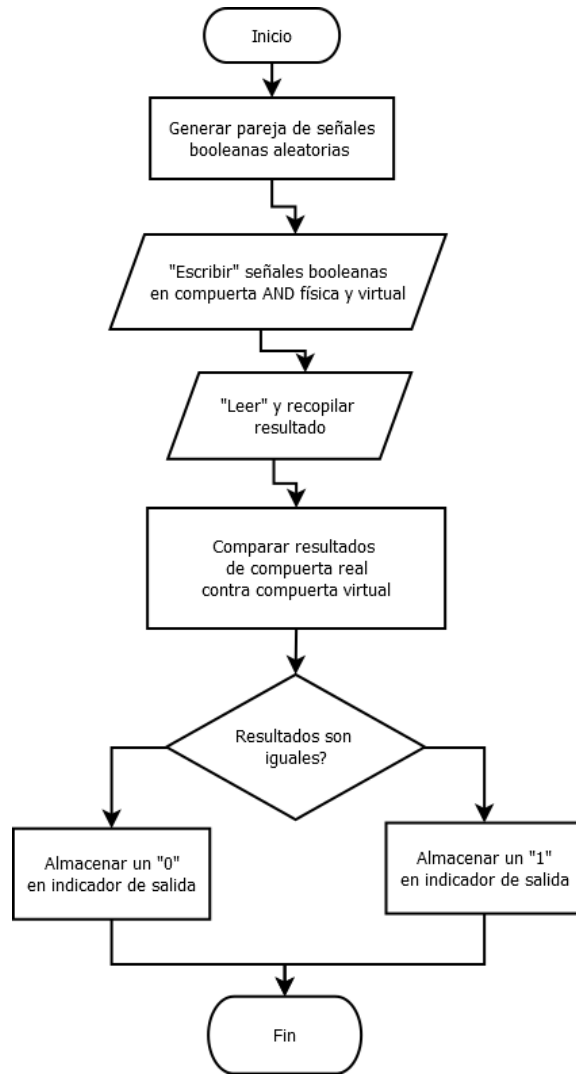 Inicio
Generar pareja de señales
booleanas aleatorias
"Escribir" señales booleanas
en compuerta AND física y virtual
"Leer" y recopilar
resultado
Comparar resultados
de compuerta real
contra compuerta virtual
Resultados son
iguales?
Almacenar un "0"
en indicador de salida
Almacenar un "1"
en indicador de salida
Fin